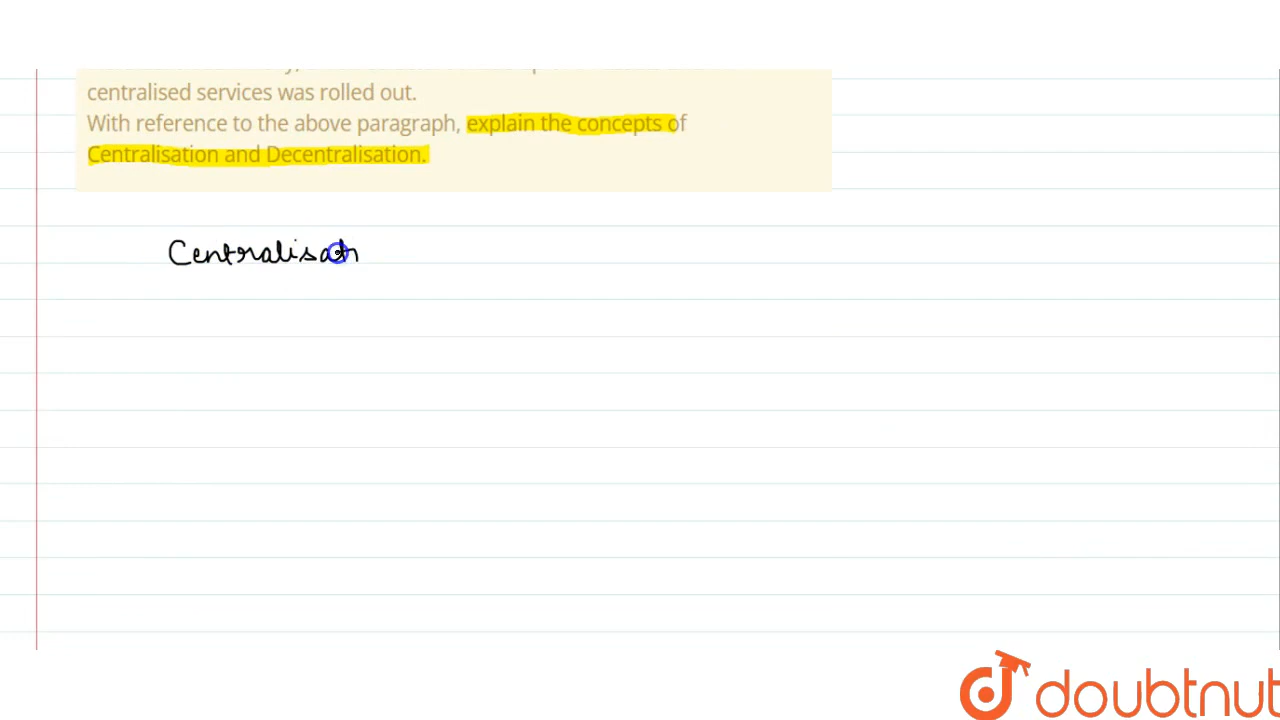 centralised services was rolled out.
With reference to the above paragraph, explain the concepts of
Centralisation and Decentralisation.
Centralisatn
doubtnut